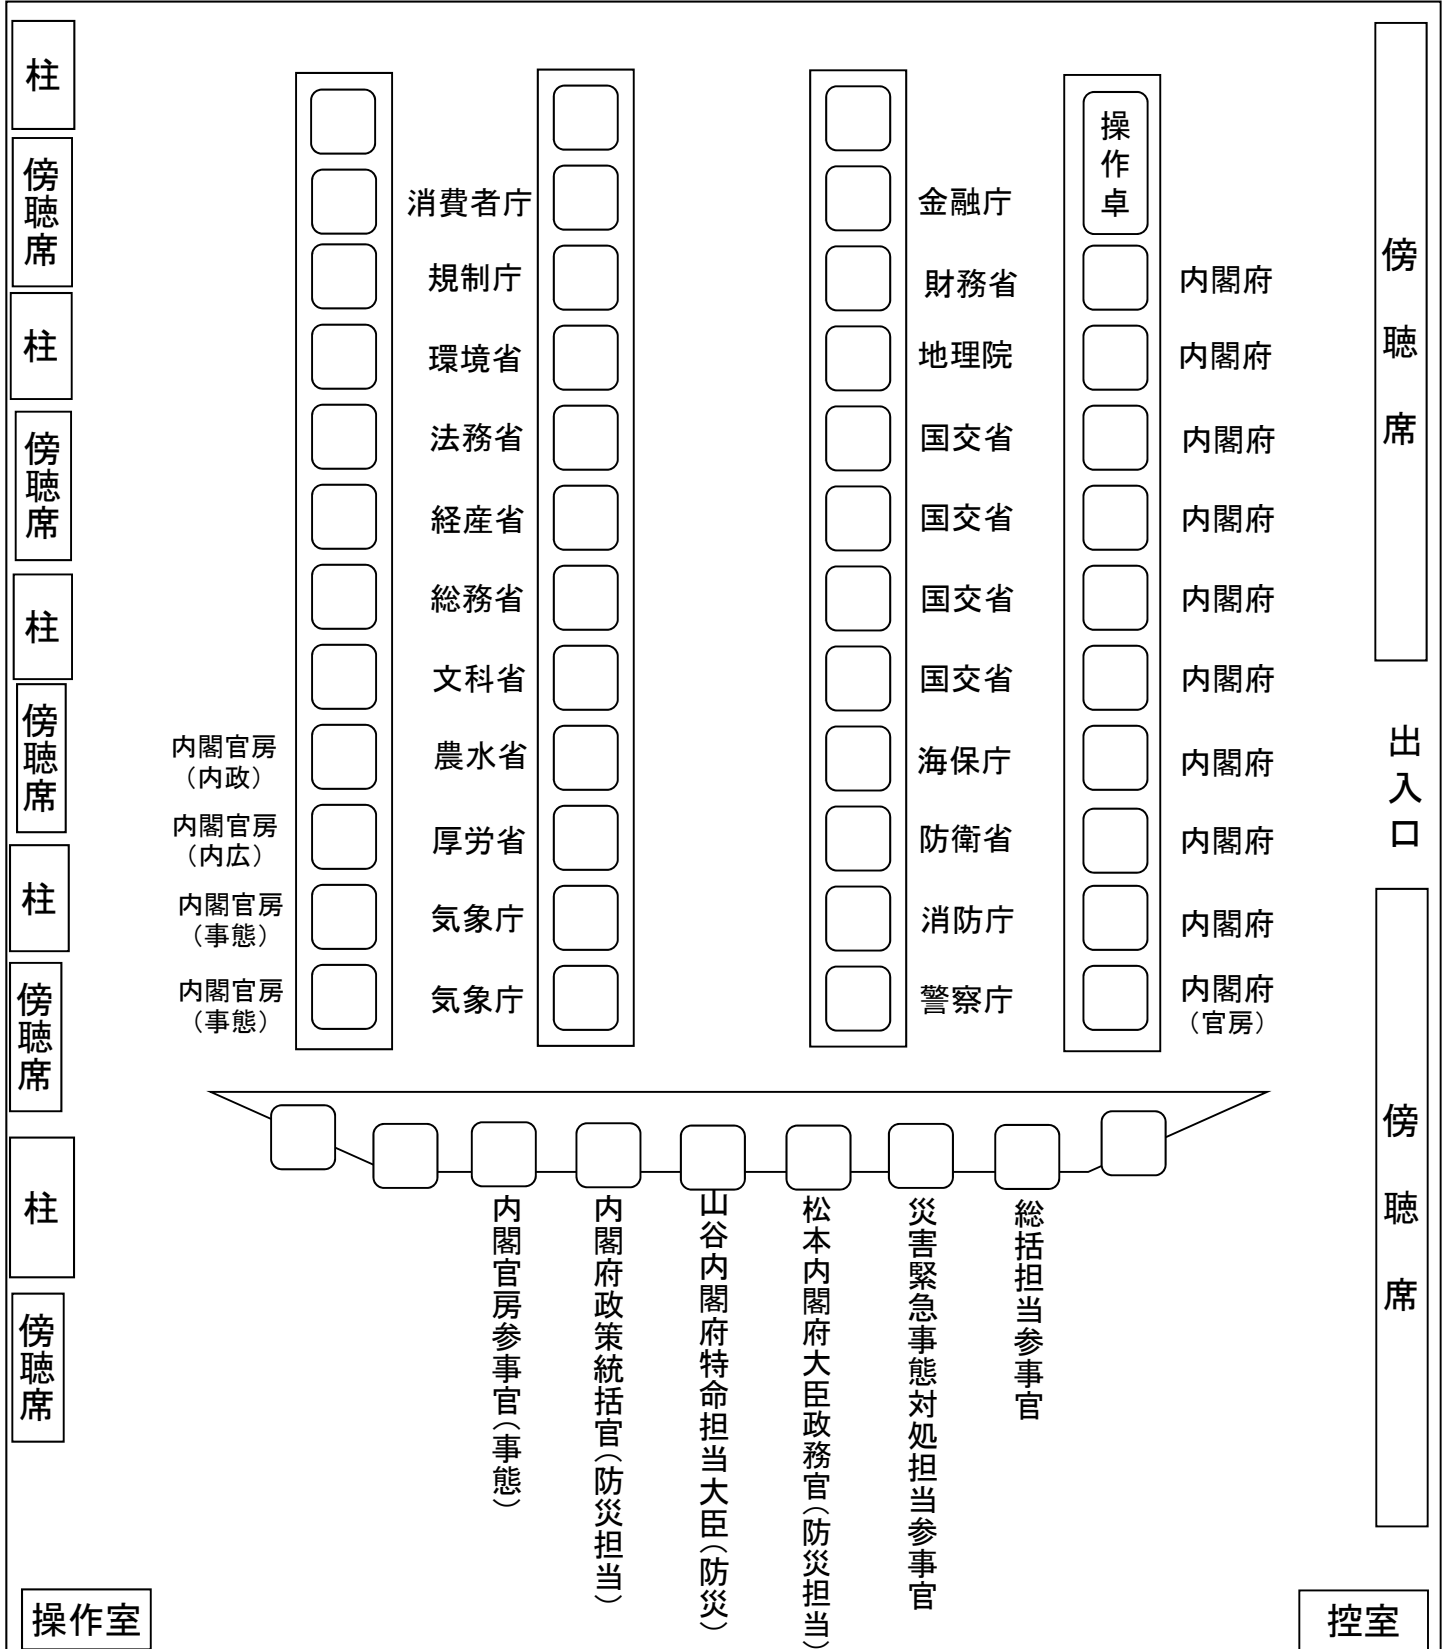 柱
傍聴席
柱
傍聴席
柱
傍聴席
柱
傍聴席
柱
傍聴席
操作室
内閣官房
（内政）
内閣官房
（内広）
内閣官房
（事態）
内閣官房
（事態）
消費者庁
規制庁
環境省
法務省
経産省
総務省
文科省
農水省
厚労省
気象庁
気象庁
金融庁
財務省
地理院
国交省
国交省
国交省
国交省
海保庁
防衛省
消防庁
警察庁
操作卓
内閣府
内閣府
内閣府
内閣府
内閣府
内閣府
内閣府
内閣府
内閣府
内閣府
（官房）
傍聴席
出入口
傍聴席
内閣官房参事官（事態）
内閣府政策統括官（防災担当）
山谷内閣府特命担当大臣（防災）
松本内閣府大臣政務官（防災担当）
災害緊急事態対処担当参事官
総括担当参事官
控室